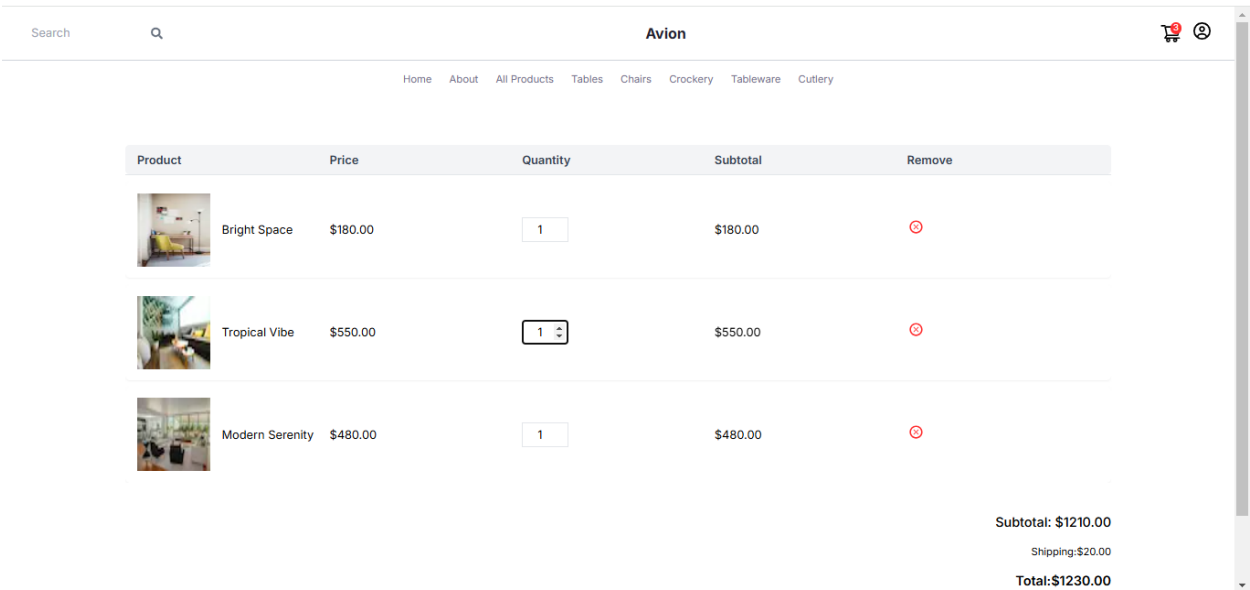 Search Avion 3
Home About All Products Tables Chairs Crockery Tableware Cutlery
Product Price Quantity Subtotal Remove
Bright Space $180.00 1 $180.00
Tropical Vibe $550.00 1 $550.00
Modern Serenity $480.00 1 $480.00
Subtotal: $1210.00
Shipping:$20.00
Total:$1230.00